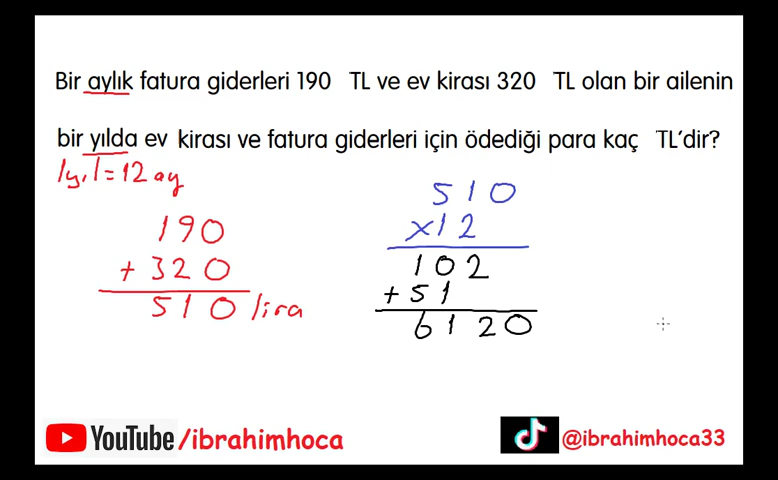 Bir aylık fatura giderleri 190 TL ve ev kirası 320 TL olan bir ailenin
bir yılda ev kirası ve fatura giderleri için ödediği para kaç TL'dir?
1yıl=12 ay
190
+ 320
510 lira
510
x12
102
+ 51
6120
YouTube/ibrahimhoca
@ibrahimhoca33